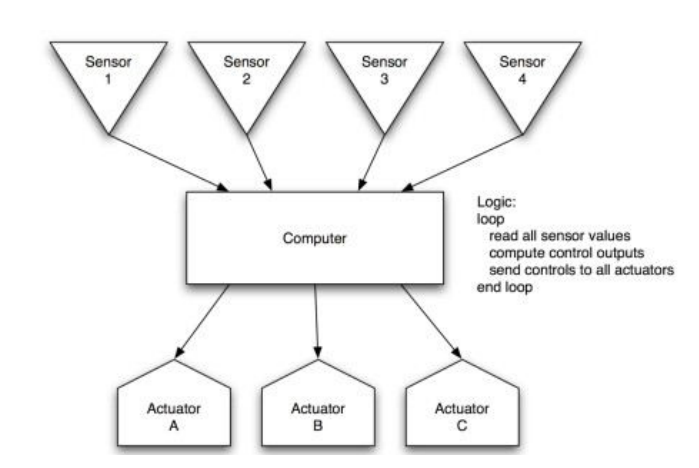 Sensor
1
Sensor
2
Sensor
3
Sensor
4
Computer
Logic:
loop
read all sensor values
compute control outputs
send controls to all actuators
end loop
Actuator
A
Actuator
B
Actuator
C